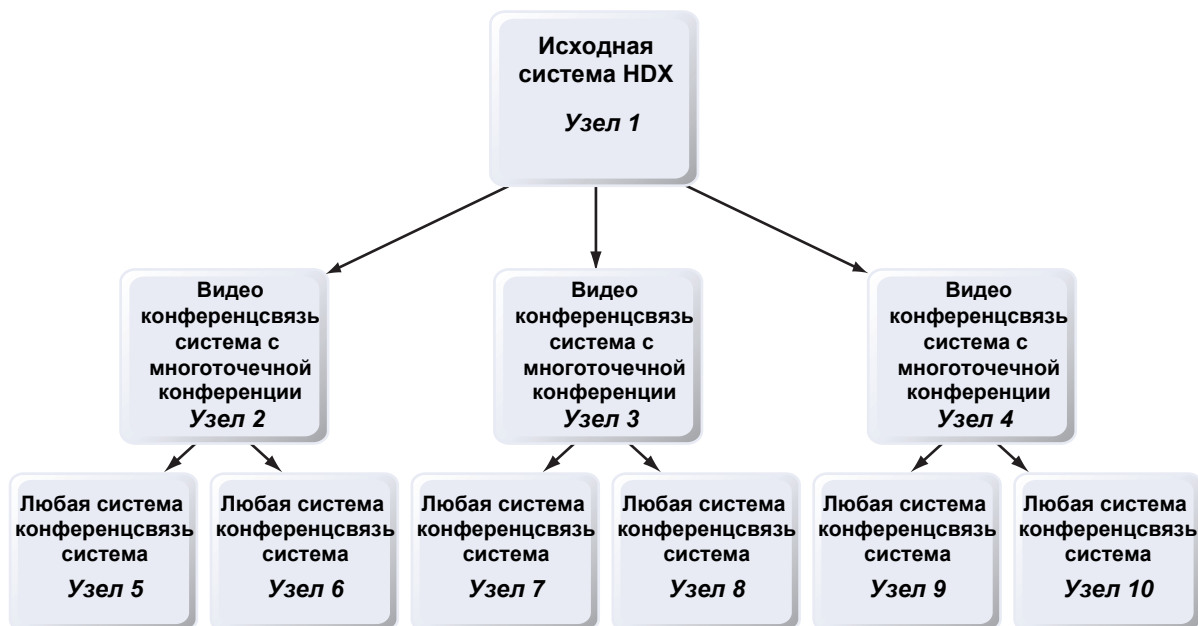 Исходная
система HDX
Узел 1
Видео
конференцсвязь
система с
многоточечной
конференции
Узел 2
Видео
конференцсвязь
система с
многоточечной
конференции
Узел 3
Видео
конференцсвязь
система с
многоточечной
конференции
Узел 4
Любая система
конференцсвязь
система
Узел 5
Любая система
конференцсвязь
система
Узел 6
Любая система
конференцсвязь
система
Узел 7
Любая система
конференцсвязь
система
Узел 8
Любая система
конференцсвязь
система
Узел 9
Любая система
конференцсвязь
система
Узел 10